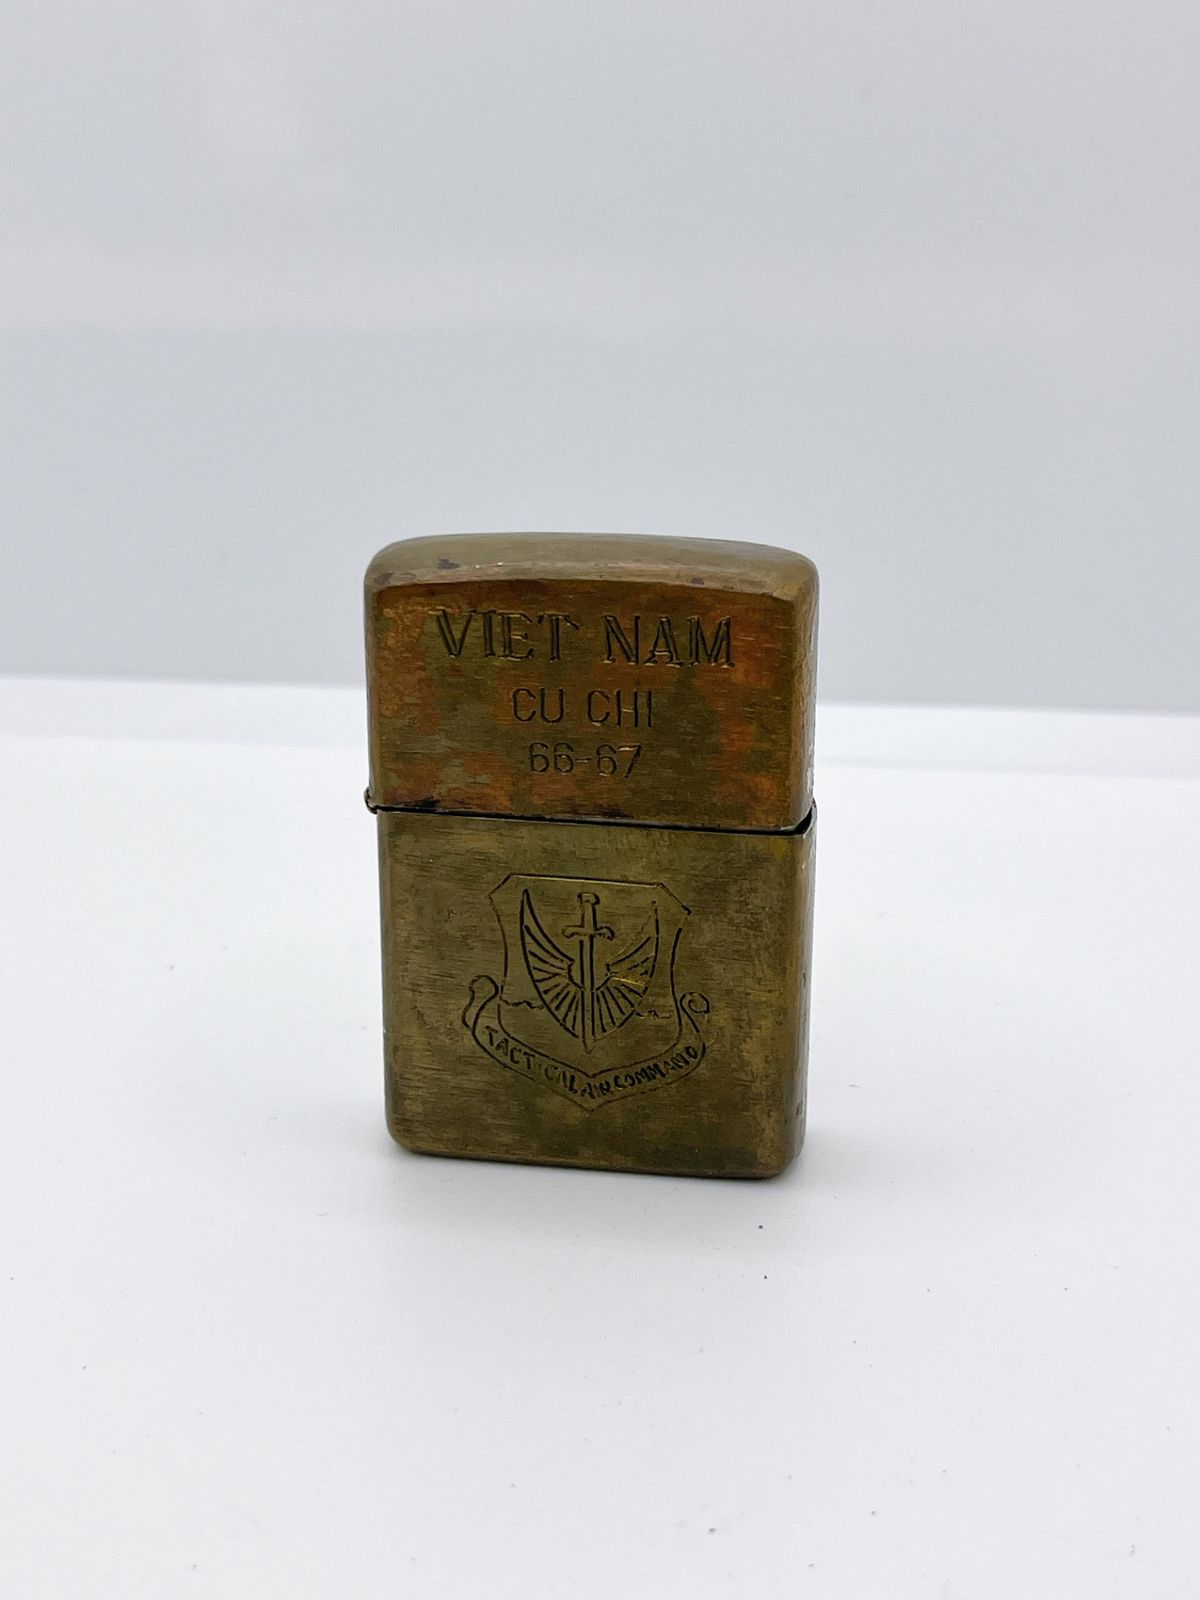 VIET NAM
CU CHI
66-67
TACTICAL AIR COMMAND